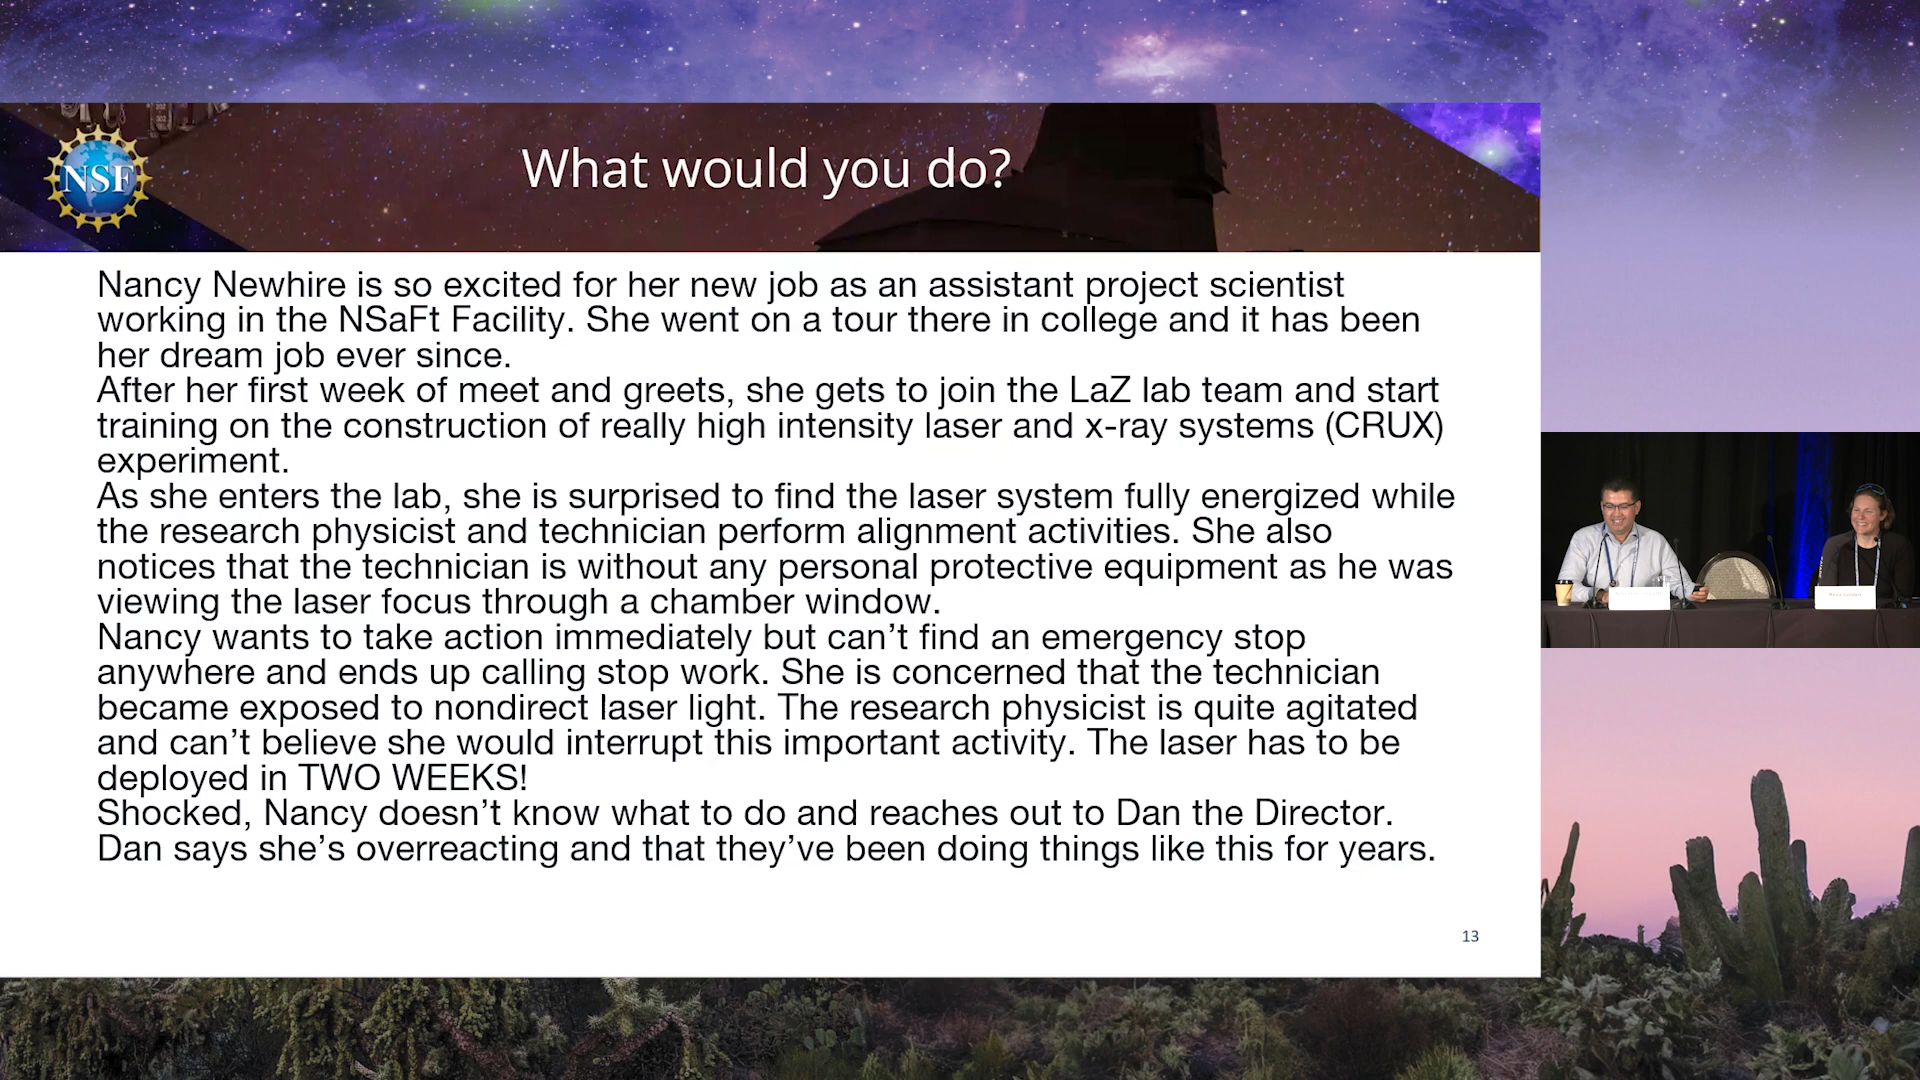 NSF
What would you do?
Nancy Newhire is so excited for her new job as an assistant project scientist
working in the NSaFt Facility. She went on a tour there in college and it has been
her dream job ever since.
After her first week of meet and greets, she gets to join the LaZ lab team and start
training on the construction of really high intensity laser and x-ray systems (CRUX)
experiment.
As she enters the lab, she is surprised to find the laser system fully energized while
the research physicist and technician perform alignment activities. She also
notices that the technician is without any personal protective equipment as he was
viewing the laser focus through a chamber window.
Nancy wants to take action immediately but can’t find an emergency stop
anywhere and ends up calling stop work. She is concerned that the technician
became exposed to nondirect laser light. The research physicist is quite agitated
and can’t believe she would interrupt this important activity. The laser has to be
deployed in TWO WEEKS!
Shocked, Nancy doesn’t know what to do and reaches out to Dan the Director.
Dan says she’s overreacting and that they’ve been doing things like this for years.
13